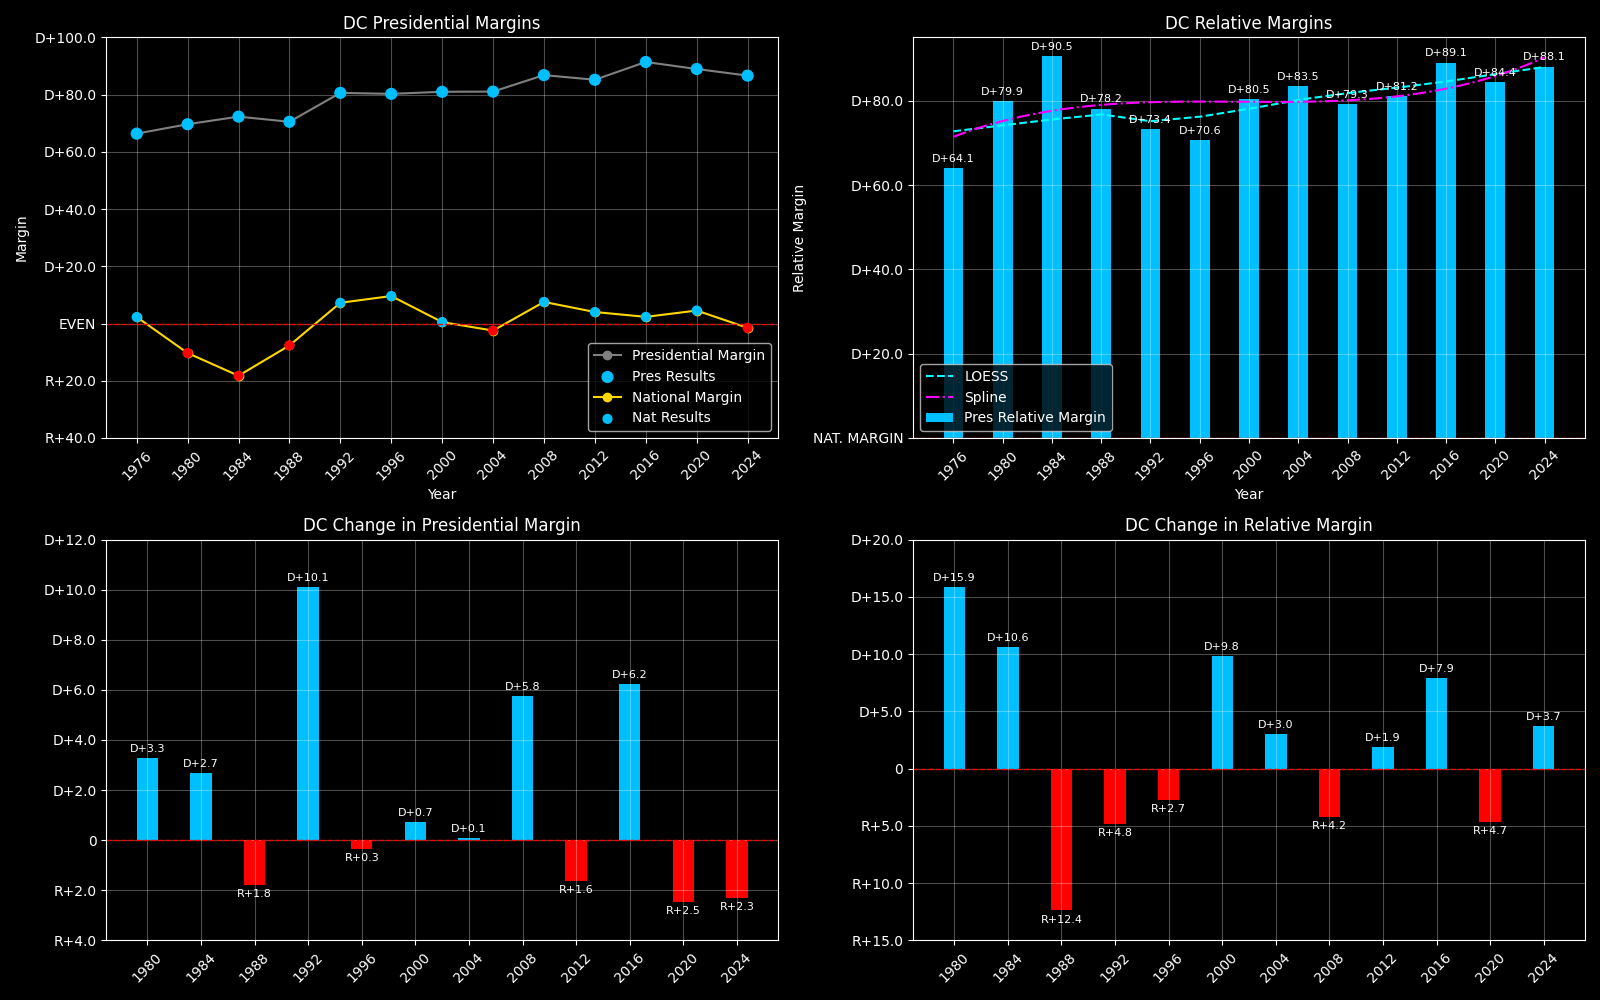 DC Presidential Margins
D+100.0
D+80.0
D+60.0
D+40.0
D+20.0
EVEN
R+20.0
R+40.0
Margin
1976
1980
1984
1988
1992
1996
2000
2004
2008
2012
2016
2020
2024
Year
Presidential Margin
Pres Results
National Margin
Nat Results
DC Relative Margins
D+80.0
D+60.0
D+40.0
D+20.0
NAT. MARGIN
Relative Margin
D+64.1
D+79.9
D+90.5
D+78.2
D+73.4
D+70.6
D+80.5
D+83.5
D+79.3
D+81.2
D+89.1
D+84.4
D+88.1
LOESS
Spline
Pres Relative Margin
1976
1980
1984
1988
1992
1996
2000
2004
2008
2012
2016
2020
2024
Year
DC Change in Presidential Margin
D+12.0
D+10.0
D+8.0
D+6.0
D+4.0
D+2.0
0
R+2.0
R+4.0
D+3.3
D+2.7
R+1.8
D+10.1
R+0.3
D+0.7
D+0.1
D+5.8
R+1.6
D+6.2
R+2.5
R+2.3
1980
1984
1988
1992
1996
2000
2004
2008
2012
2016
2020
2024
DC Change in Relative Margin
D+20.0
D+15.0
D+10.0
D+5.0
0
R+5.0
R+10.0
R+15.0
D+15.9
D+10.6
R+12.4
R+4.8
R+2.7
D+9.8
D+3.0
R+4.2
D+1.9
D+7.9
R+4.7
D+3.7
1980
1984
1988
1992
1996
2000
2004
2008
2012
2016
2020
2024